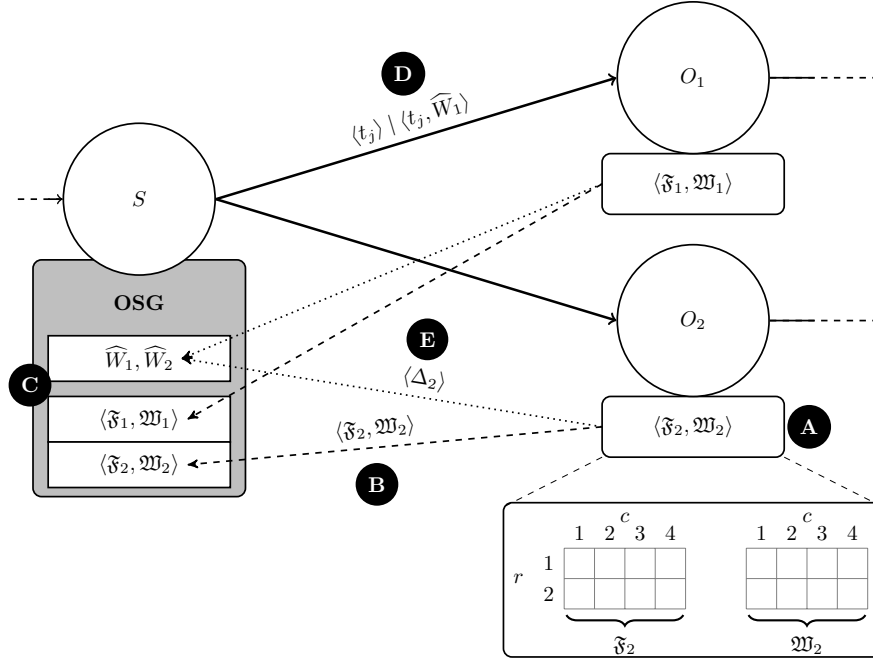 D
O₁
⟨t_j⟩ | ⟨t_j, Ŵ₁⟩
⟨𝔉₁, 𝔚₁⟩
S
OSG
O₂
E
Ŵ₁, Ŵ₂
C
⟨Δ₂⟩
⟨𝔉₁, 𝔚₁⟩
⟨𝔉₂, 𝔚₂⟩
⟨𝔉₂, 𝔚₂⟩
A
⟨𝔉₂, 𝔚₂⟩
B
c c
1 2 3 4 1 2 3 4
1
r
2
𝔉₂ 𝔚₂